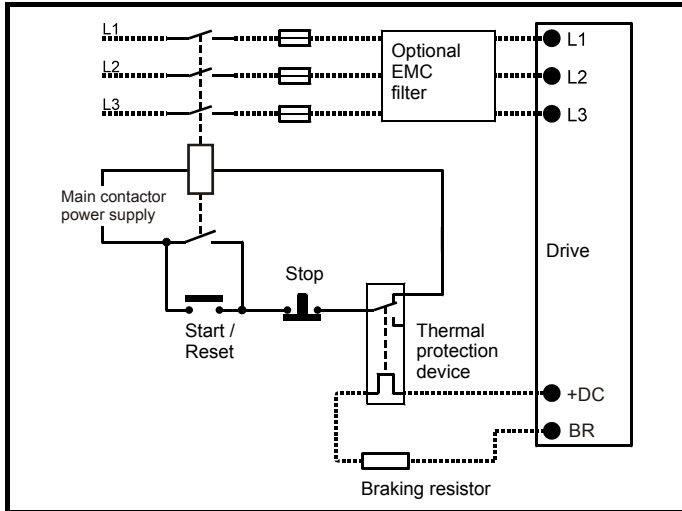 L1
L2
L3
Optional
EMC
filter
L1
L2
L3
Main contactor
power supply
Drive
Stop
Start /
Reset
Thermal
protection
device
+DC
BR
Braking resistor